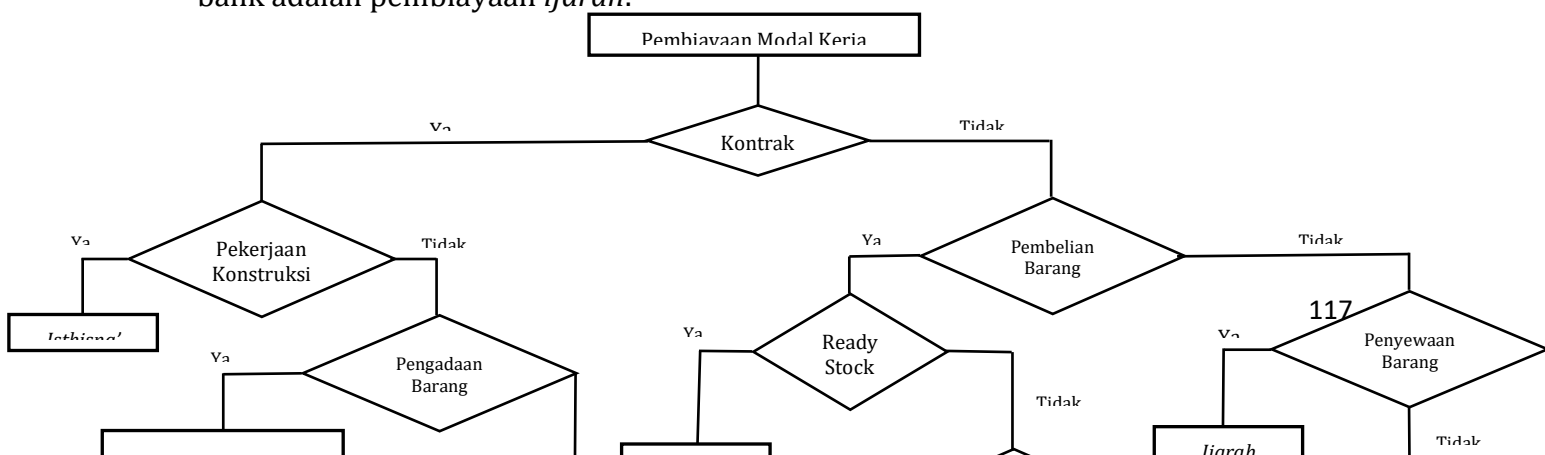 bank adalah pembiayaan ijarah.
Pembiayaan Modal Kerja
Ya
Kontrak
Tidak
Ya
Pekerjaan
Konstruksi
Tidak
Ya
Pembelian
Barang
Tidak
117
Isthisna’
Ya
Pengadaan
Barang
Ya
Ready
Stock
Tidak
Ya
Penyewaan
Barang
Ijarah
Tidak